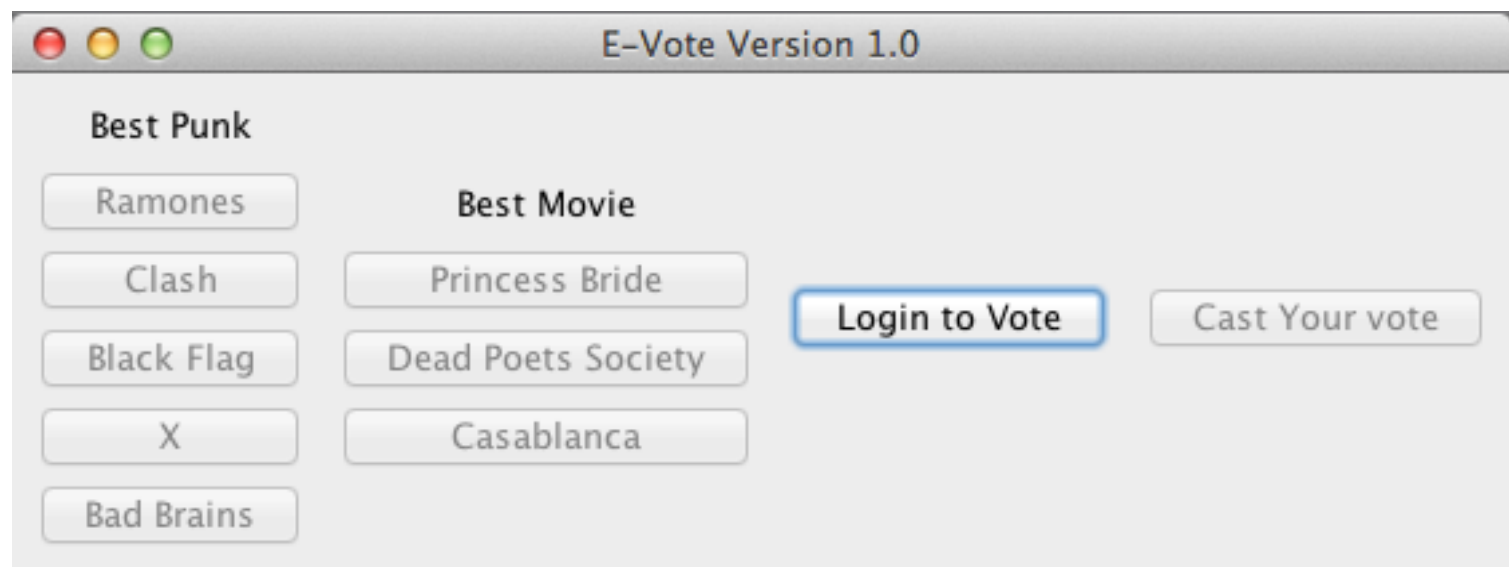 E-Vote Version 1.0
Best Punk
Ramones
Clash
Black Flag
X
Bad Brains
Best Movie
Princess Bride
Dead Poets Society
Casablanca
Login to Vote
Cast Your vote